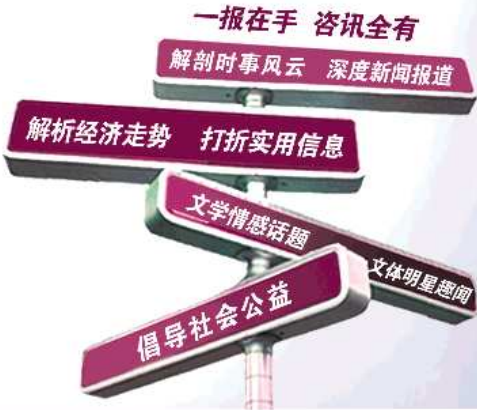 一报在手 咨讯全有
解剖时事风云 深度新闻报道
解析经济走势 打折实用信息
文学情感话题
文体明星趣闻
倡导社会公益